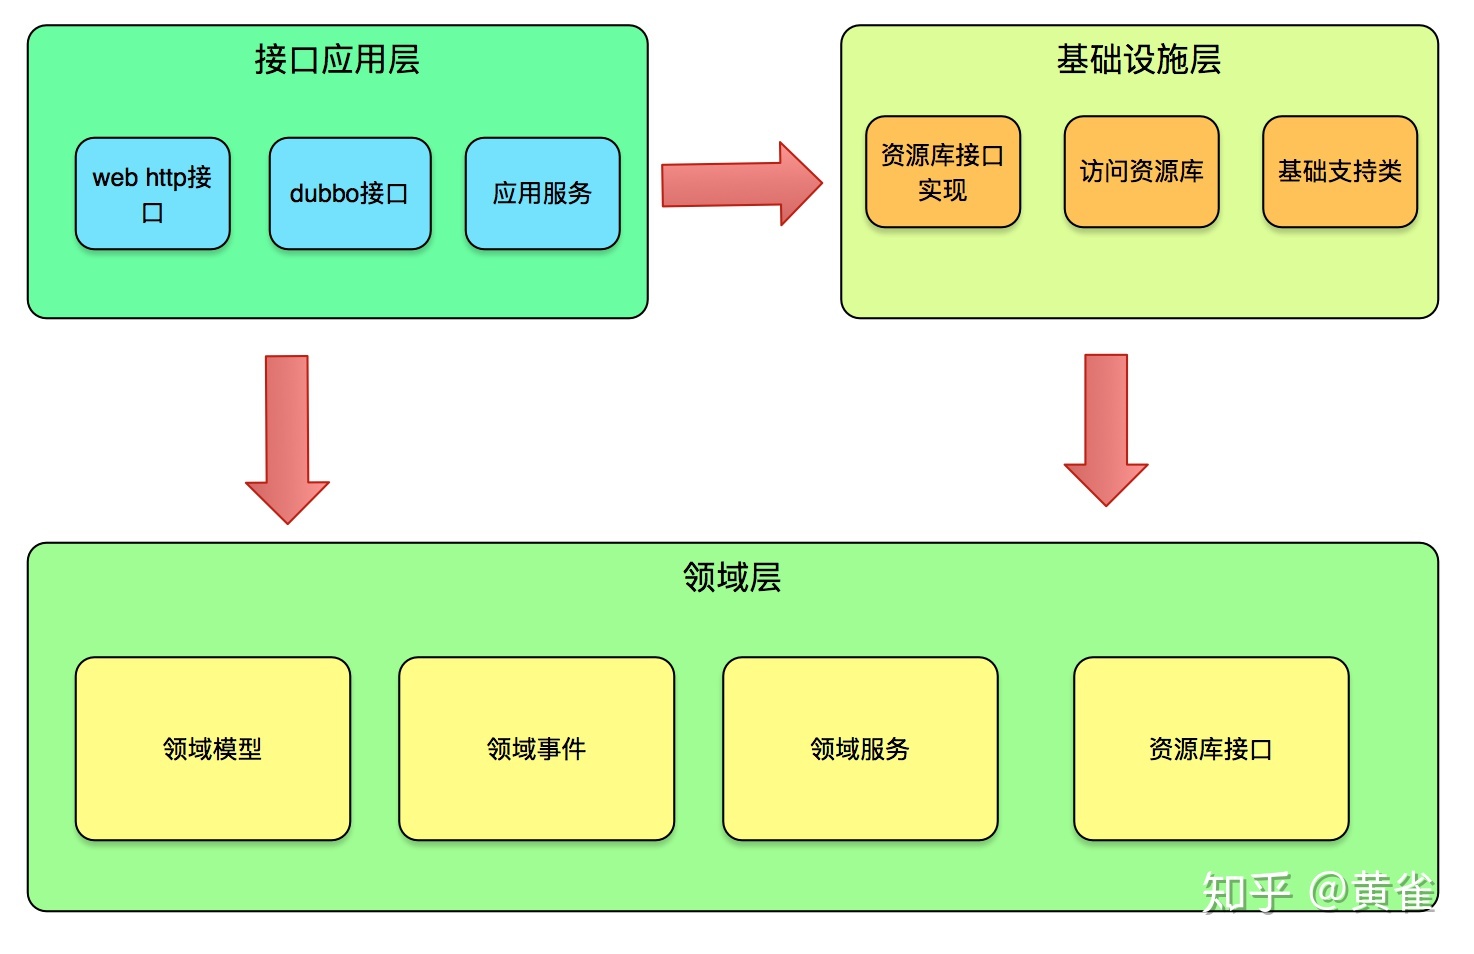 接口应用层
web http接
口
dubbo接口
应用服务
基础设施层
资源库接口
实现
访问资源库
基础支持类
领域层
领域模型
领域事件
领域服务
资源库接口
知乎 @黄雀